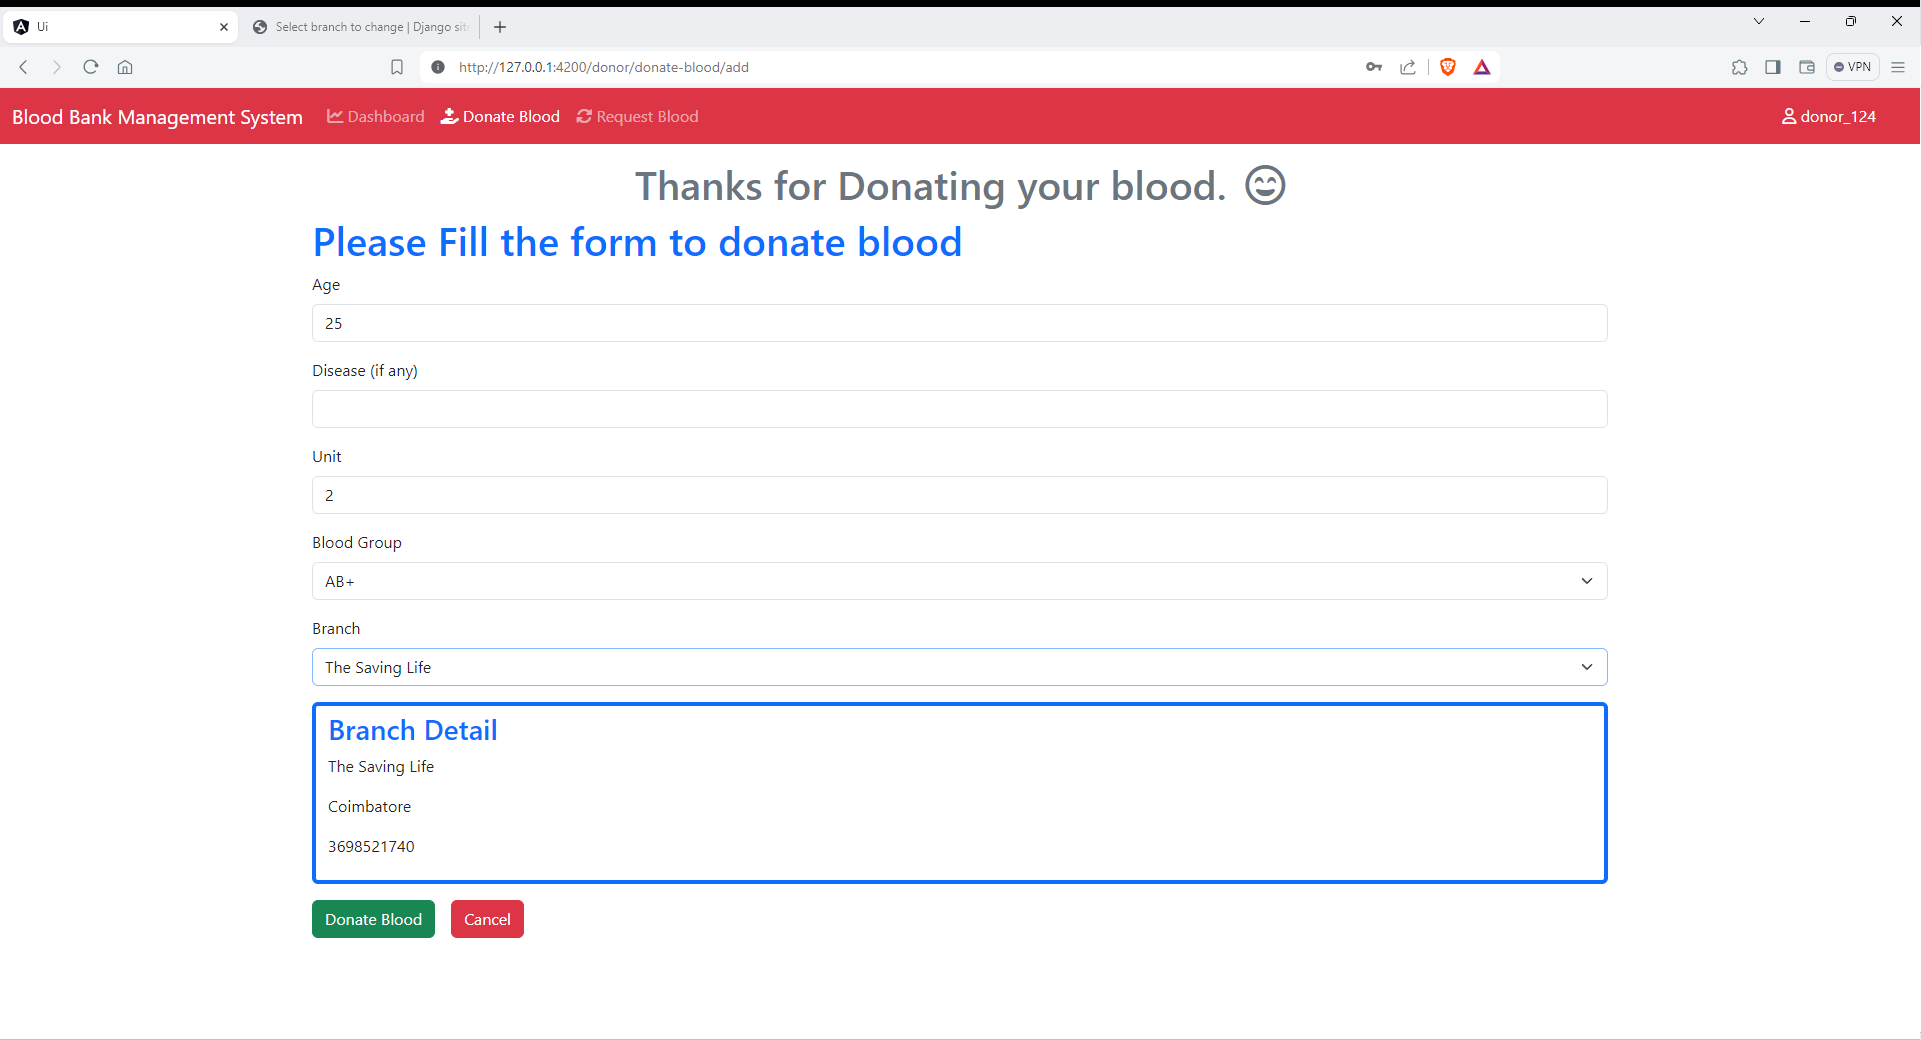 Ui
Select branch to change | Django sit
http://127.0.0.1:4200/donor/donate-blood/add
VPN
Blood Bank Management System Dashboard Donate Blood Request Blood donor_124
Thanks for Donating your blood.
Please Fill the form to donate blood
Age
25
Disease (if any)
Unit
2
Blood Group
AB+
Branch
The Saving Life
Branch Detail
The Saving Life
Coimbatore
3698521740
Donate Blood Cancel